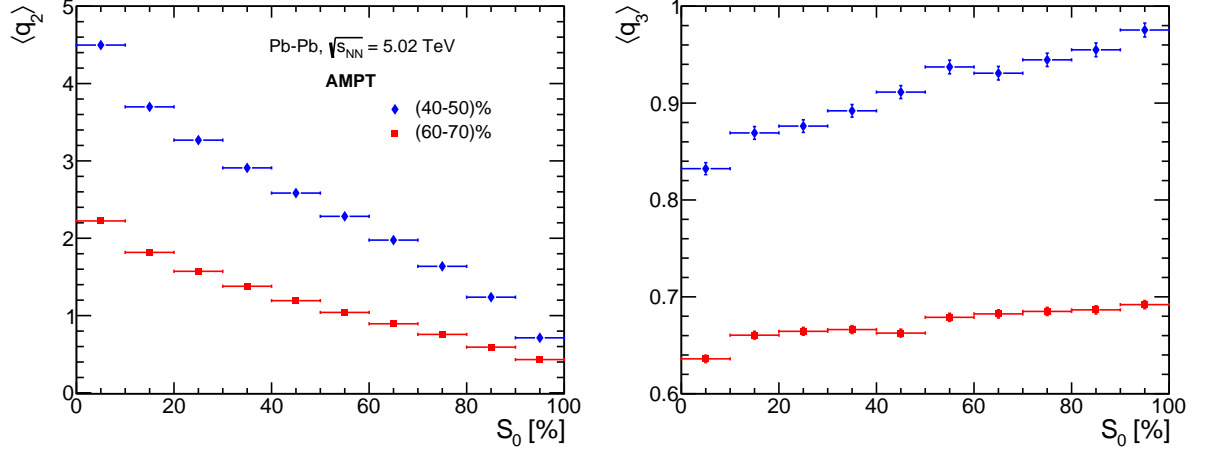 ⟨q₂⟩
5
4
3
2
1
0
Pb-Pb, √s_NN = 5.02 TeV
AMPT
(40-50)%
(60-70)%
0 20 40 60 80 100
S₀ [%]
⟨q₃⟩
1
0.9
0.8
0.7
0.6
0 20 40 60 80 100
S₀ [%]